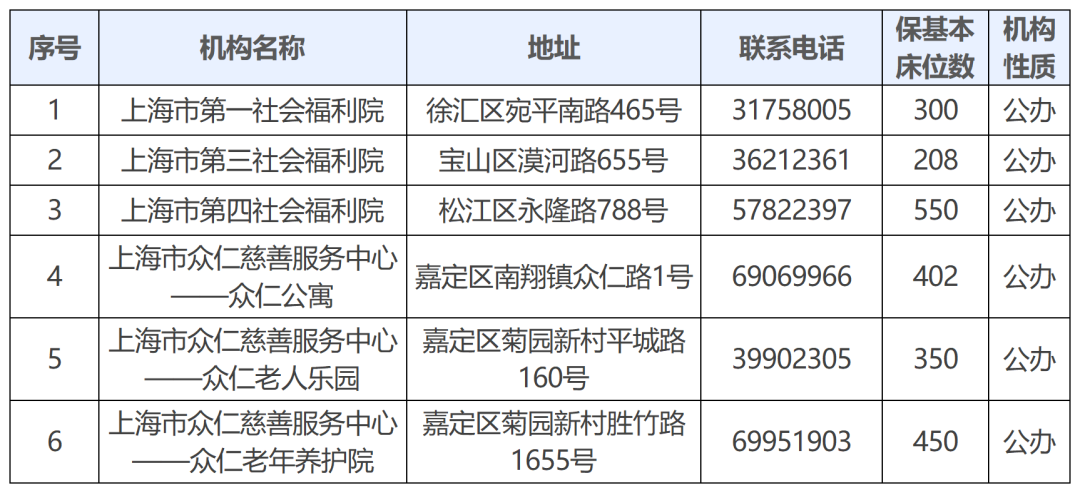 序号 机构名称 地址 联系电话 保基本床位数 机构性质
1 上海市第一社会福利院 徐汇区宛平南路465号 31758005 300 公办
2 上海市第三社会福利院 宝山区漠河路655号 36212361 208 公办
3 上海市第四社会福利院 松江区永隆路788号 57822397 550 公办
4 上海市众仁慈善服务中心——众仁公寓 嘉定区南翔镇众仁路1号 69069966 402 公办
5 上海市众仁慈善服务中心——众仁老人乐园 嘉定区菊园新村平城路160号 39902305 350 公办
6 上海市众仁慈善服务中心——众仁老年养护院 嘉定区菊园新村胜竹路1655号 69951903 450 公办